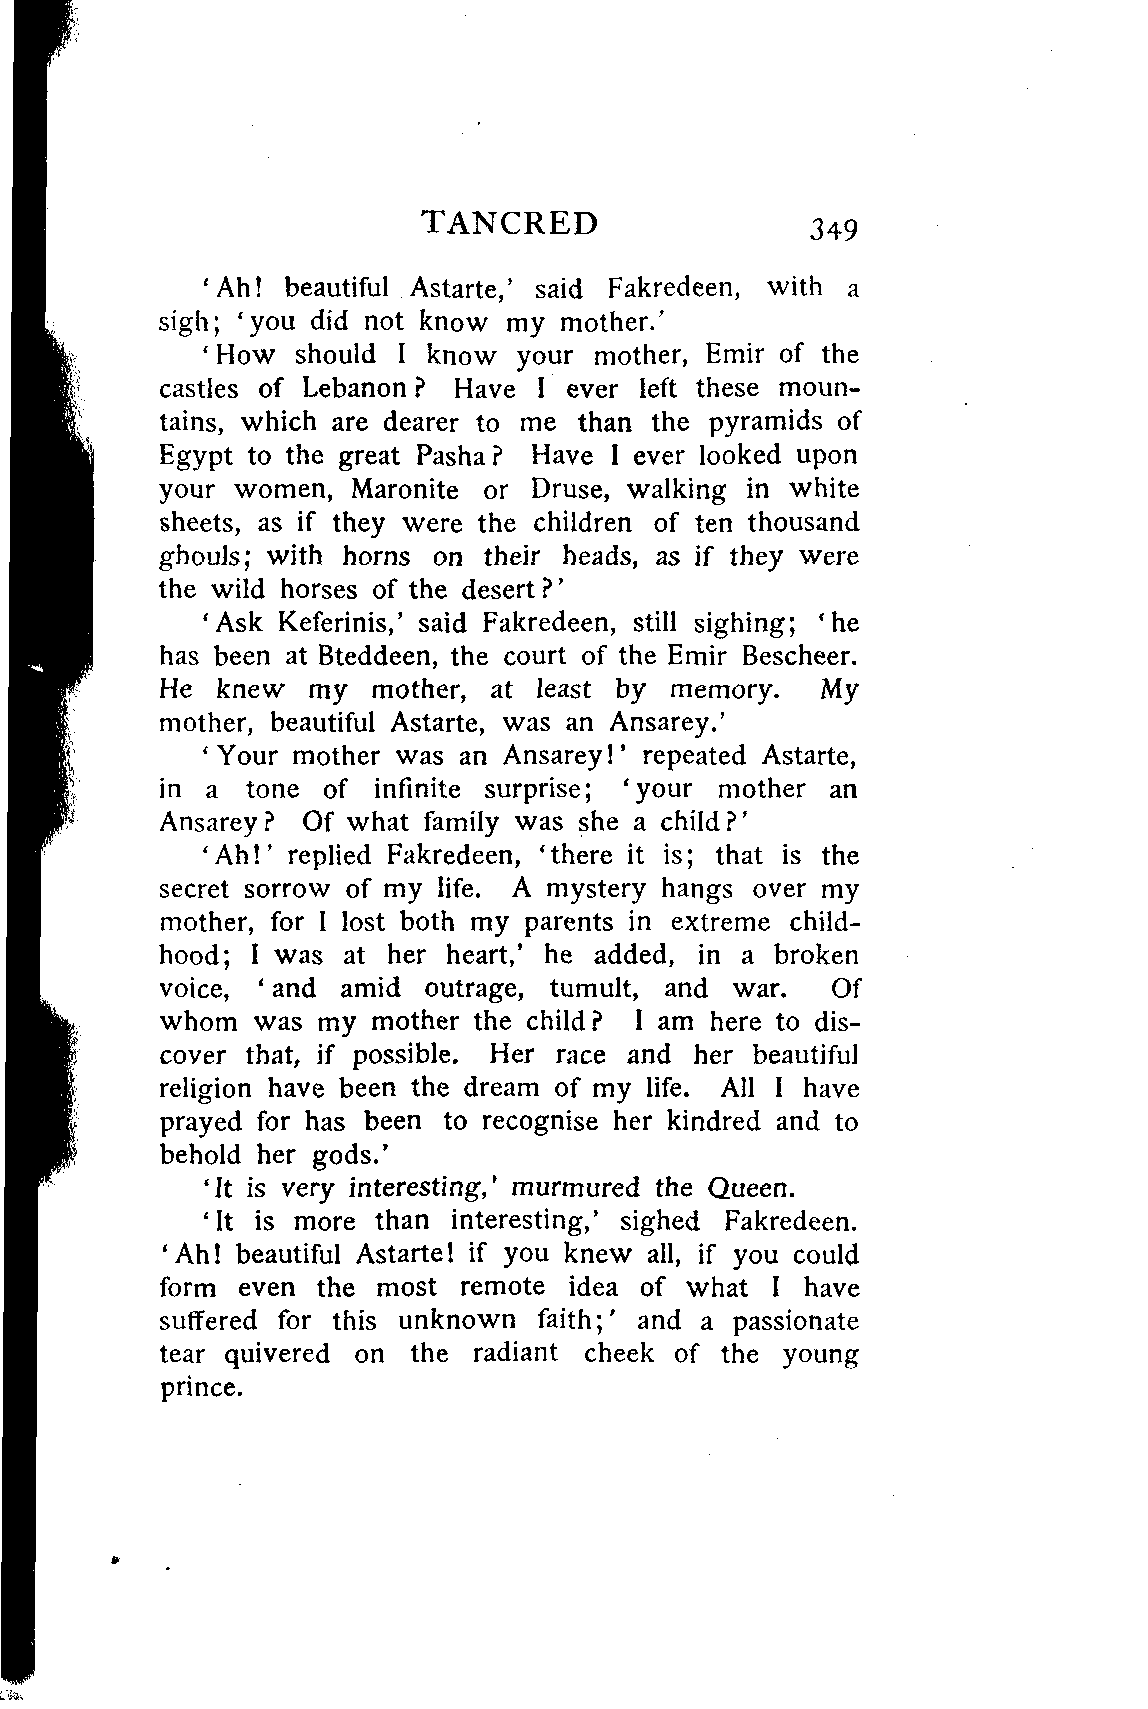 TANCRED 349
‘Ah! beautiful Astarte,’ said Fakredeen, with a
sigh; ‘you did not know my mother.’
‘How should I know your mother, Emir of the
castles of Lebanon? Have I ever left these moun-
tains, which are dearer to me than the pyramids of
Egypt to the great Pasha? Have I ever looked upon
your women, Maronite or Druse, walking in white
sheets, as if they were the children of ten thousand
ghouls; with horns on their heads, as if they were
the wild horses of the desert?’
‘Ask Keferinis,’ said Fakredeen, still sighing; ‘he
has been at Bteddeen, the court of the Emir Bescheer.
He knew my mother, at least by memory. My
mother, beautiful Astarte, was an Ansarey.’
‘Your mother was an Ansarey!’ repeated Astarte,
in a tone of infinite surprise; ‘your mother an
Ansarey? Of what family was she a child?’
‘Ah!’ replied Fakredeen, ‘there it is; that is the
secret sorrow of my life. A mystery hangs over my
mother, for I lost both my parents in extreme child-
hood; I was at her heart,’ he added, in a broken
voice, ‘and amid outrage, tumult, and war. Of
whom was my mother the child? I am here to dis-
cover that, if possible. Her race and her beautiful
religion have been the dream of my life. All I have
prayed for has been to recognise her kindred and to
behold her gods.’
‘It is very interesting,’ murmured the Queen.
‘It is more than interesting,’ sighed Fakredeen.
‘Ah! beautiful Astarte! if you knew all, if you could
form even the most remote idea of what I have
suffered for this unknown faith;’ and a passionate
tear quivered on the radiant cheek of the young
prince.